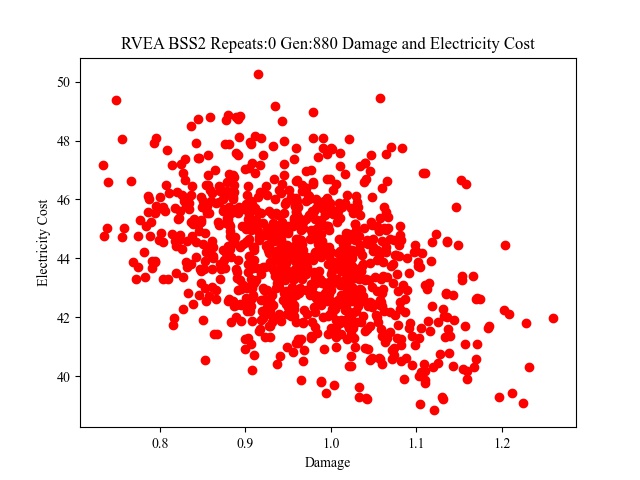 RVEA BSS2 Repeats:0 Gen:880 Damage and Electricity Cost
50
48
46
44
42
40
Electricity Cost
0.8 0.9 1.0 1.1 1.2
Damage